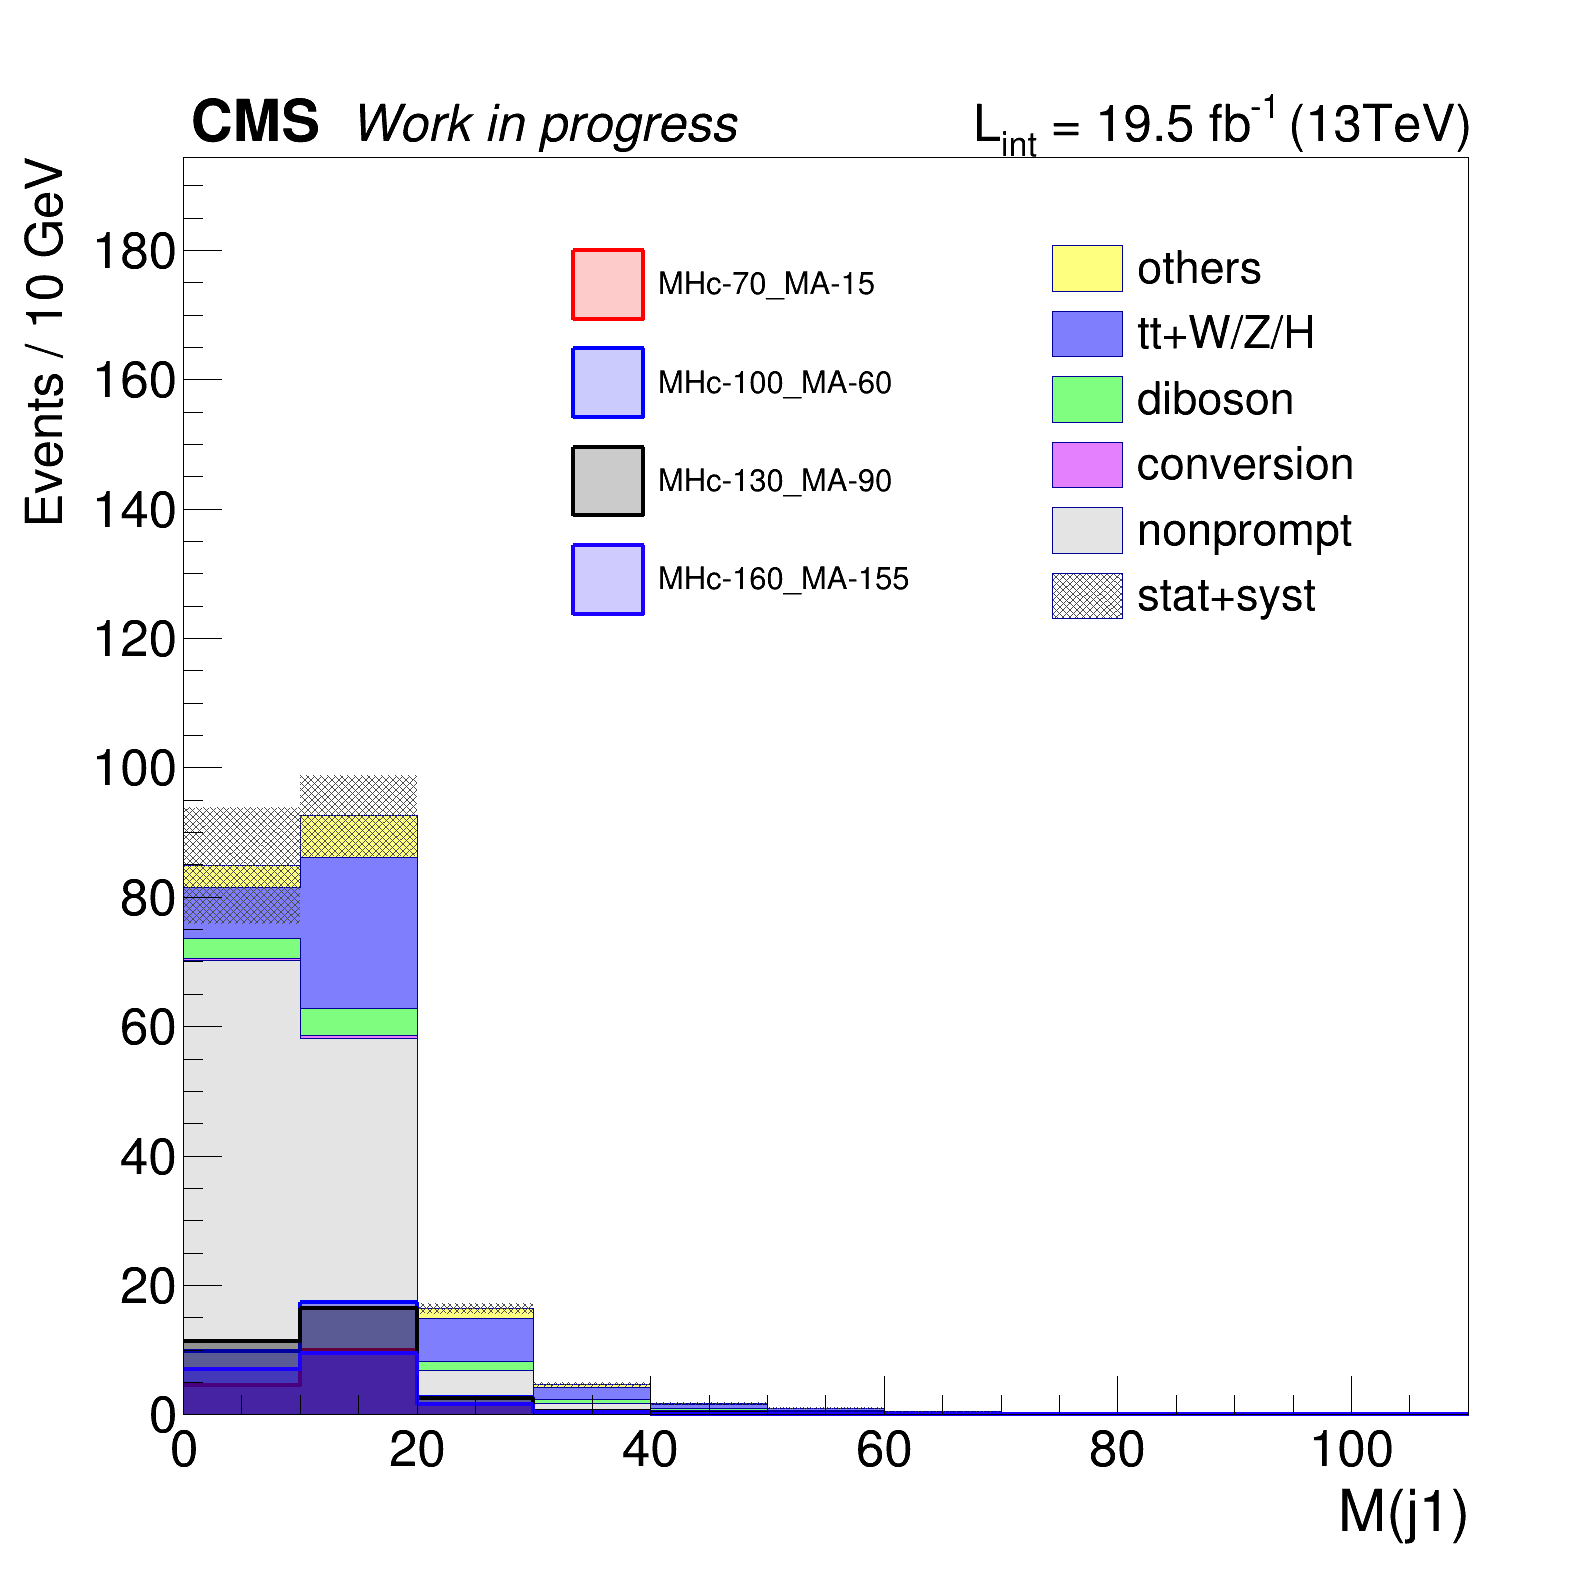 CMS Work in progress
L_int = 19.5 fb^-1 (13TeV)
Events / 10 GeV
180
160
140
120
100
80
60
40
20
0
MHc-70_MA-15
MHc-100_MA-60
MHc-130_MA-90
MHc-160_MA-155
others
tt+W/Z/H
diboson
conversion
nonprompt
stat+syst
0 20 40 60 80 100
M(j1)